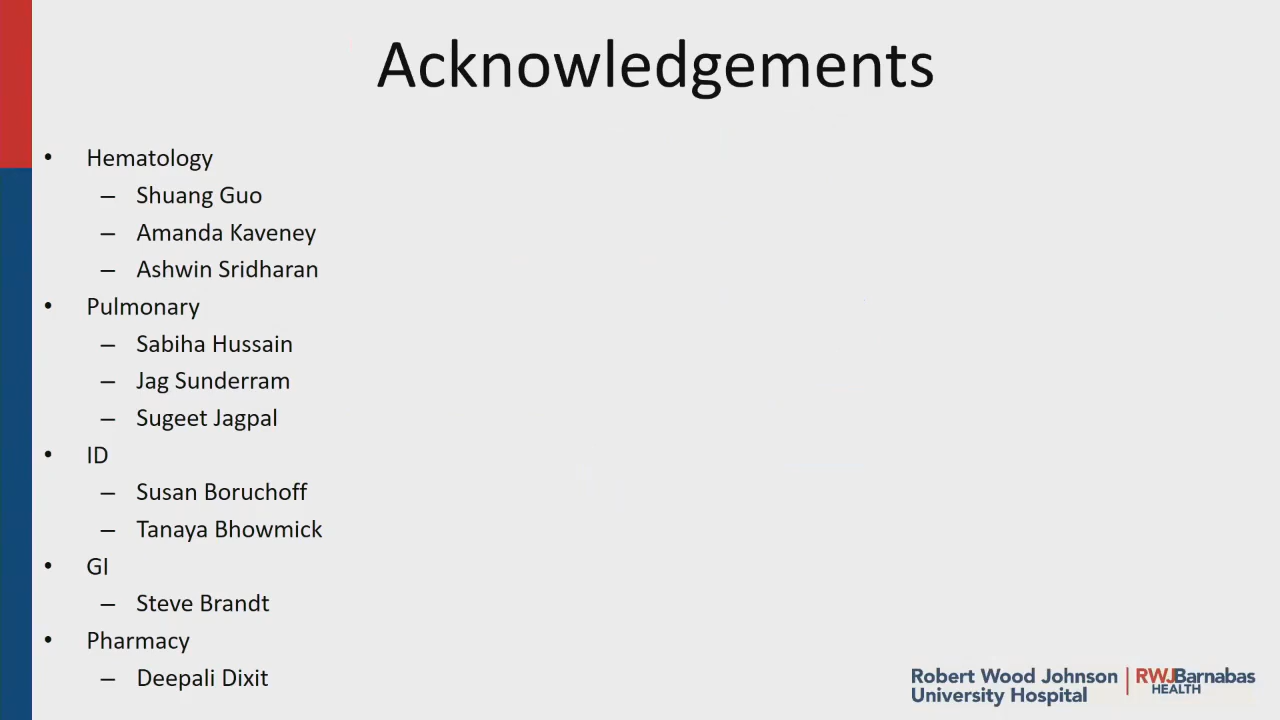 Acknowledgements
• Hematology
– Shuang Guo
– Amanda Kaveney
– Ashwin Sridharan
• Pulmonary
– Sabiha Hussain
– Jag Sunderram
– Sugeet Jagpal
• ID
– Susan Boruchoff
– Tanaya Bhowmick
• GI
– Steve Brandt
• Pharmacy
– Deepali Dixit
Robert Wood Johnson
University Hospital
RWJBarnabas
HEALTH